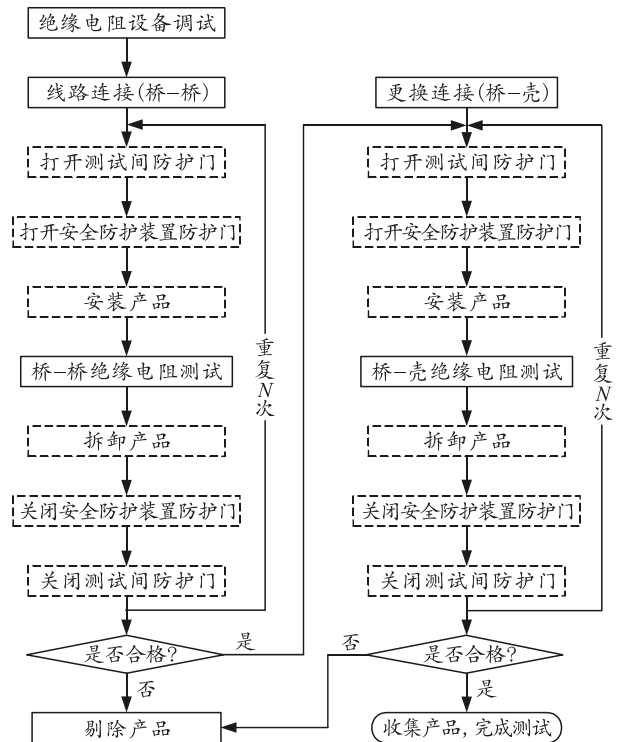 绝缘电阻设备调试
线路连接(桥-桥)
打开测试间防护门
打开安全防护装置防护门
安装产品
桥-桥绝缘电阻测试
拆卸产品
关闭安全防护装置防护门
关闭测试间防护门
重复N次
是否合格?
是
否
剔除产品
更换连接(桥-壳)
打开测试间防护门
打开安全防护装置防护门
安装产品
桥-壳绝缘电阻测试
拆卸产品
关闭安全防护装置防护门
关闭测试间防护门
重复N次
是否合格?
否
是
收集产品,完成测试